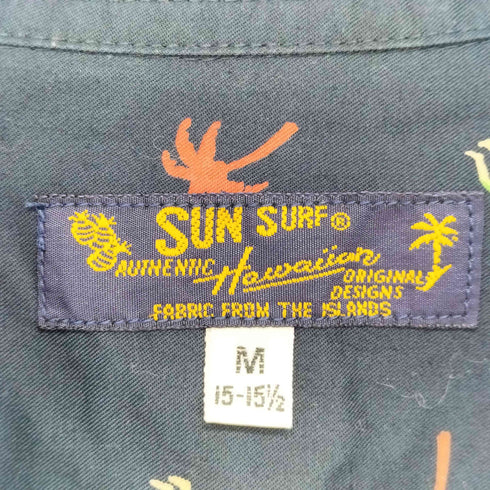 SUN SURF®
AUTHENTIC Hawaiian ORIGINAL
DESIGNS
FABRIC FROM THE ISLANDS
M
15-15½